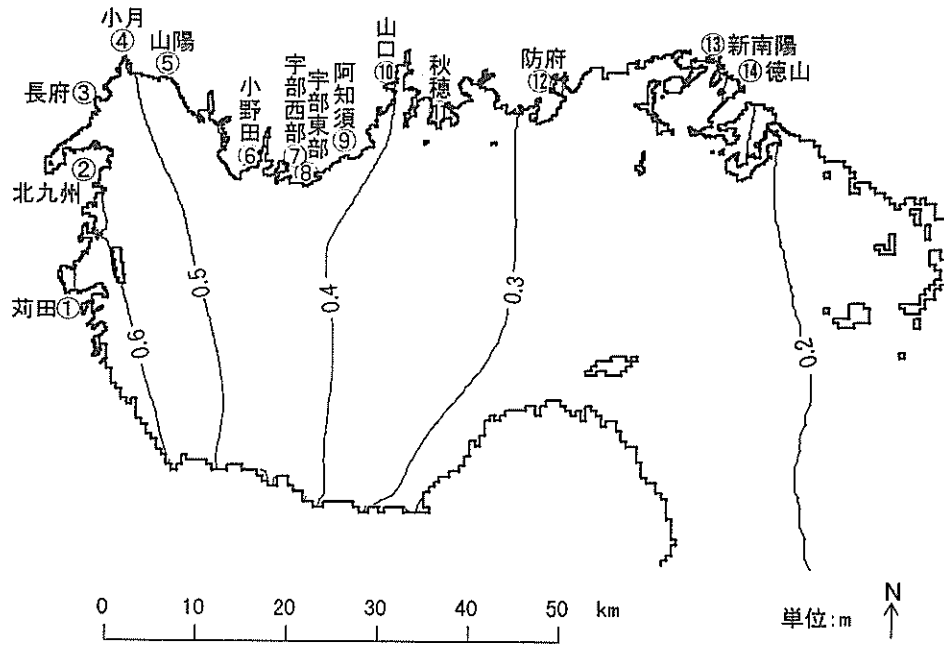 小月
④
山陽
⑤
長府③
②
北九州
苅田①
小野田
⑥
宇部西部
⑦
宇部東部
⑧
阿知須
⑨
山口
⑩
秋穂
防府
⑫
⑬新南陽
⑭徳山
0.6
0.5
0.4
0.3
0.2
0 10 20 30 40 50 km
単位:m
N